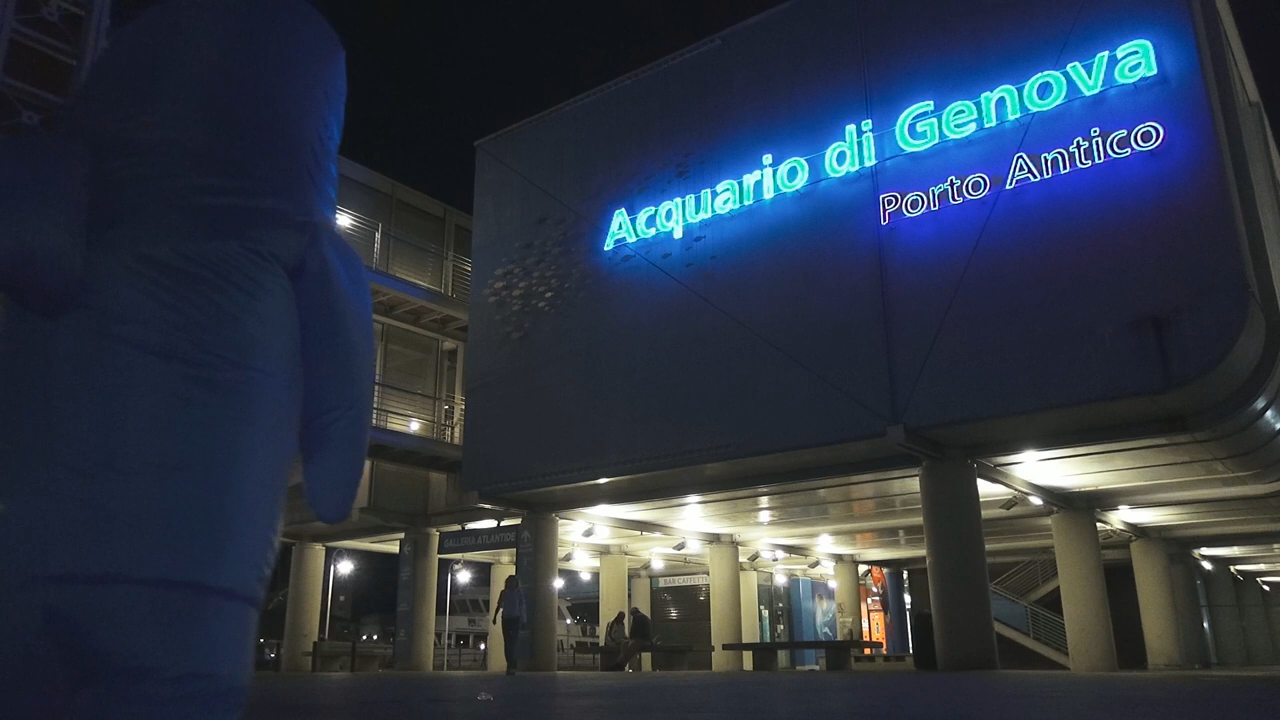 Acquario di Genova
Porto Antico
GALLERIA ATLANTIDE
BAR CAFFETTERIA